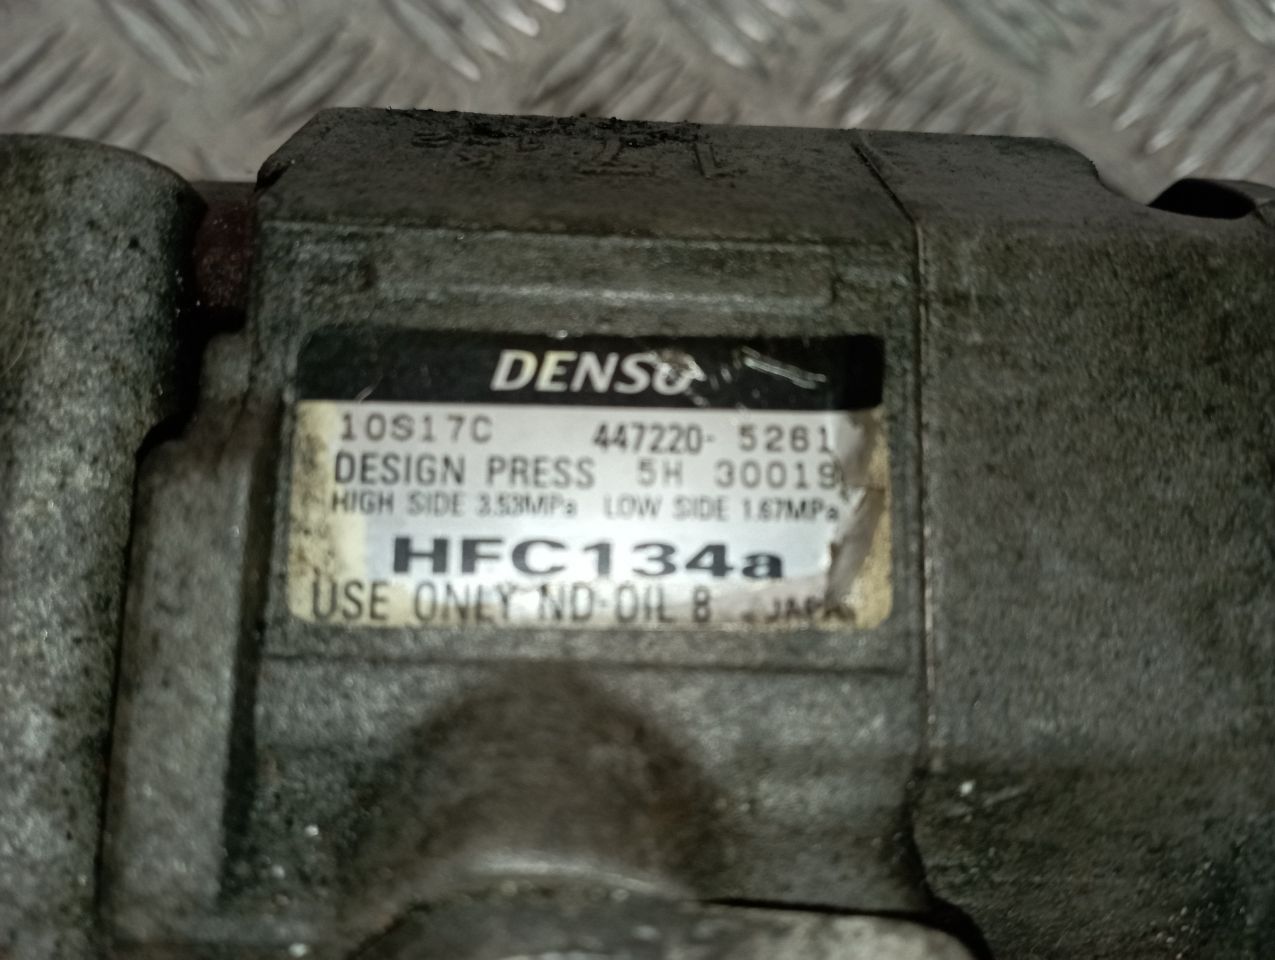 DENSO
10S17C 447220-5261
DESIGN PRESS 5H 30019
HIGH SIDE 3.53MPa LOW SIDE 1.67MPa
HFC134a
USE ONLY ND-OIL 8